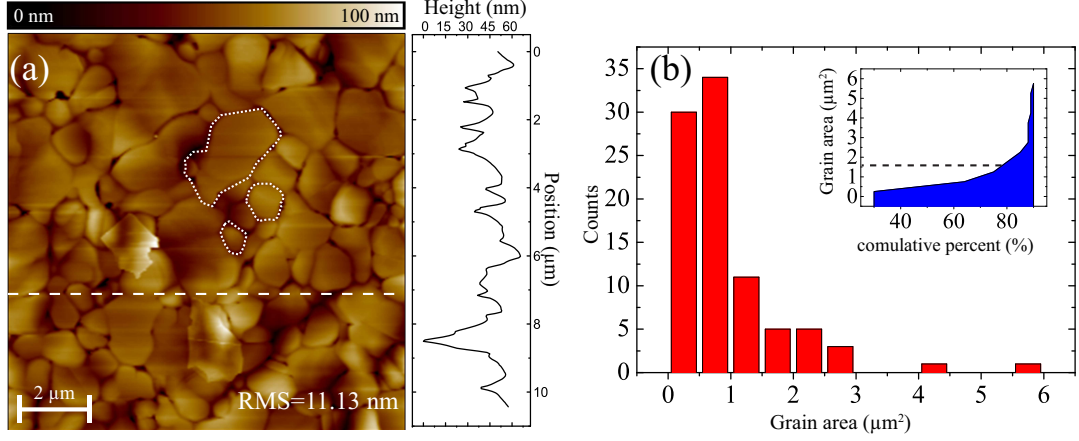 0 nm 100 nm
(a)
2 µm
RMS=11.13 nm
Height (nm)
0 15 30 45 60
0
2
4
6
8
10
Position (µm)
(b)
35
30
25
20
15
10
5
0
Counts
0 1 2 3 4 5 6
Grain area (µm²)
6
5
4
3
2
1
0
Grain area (µm²)
40 60 80
comulative percent (%)